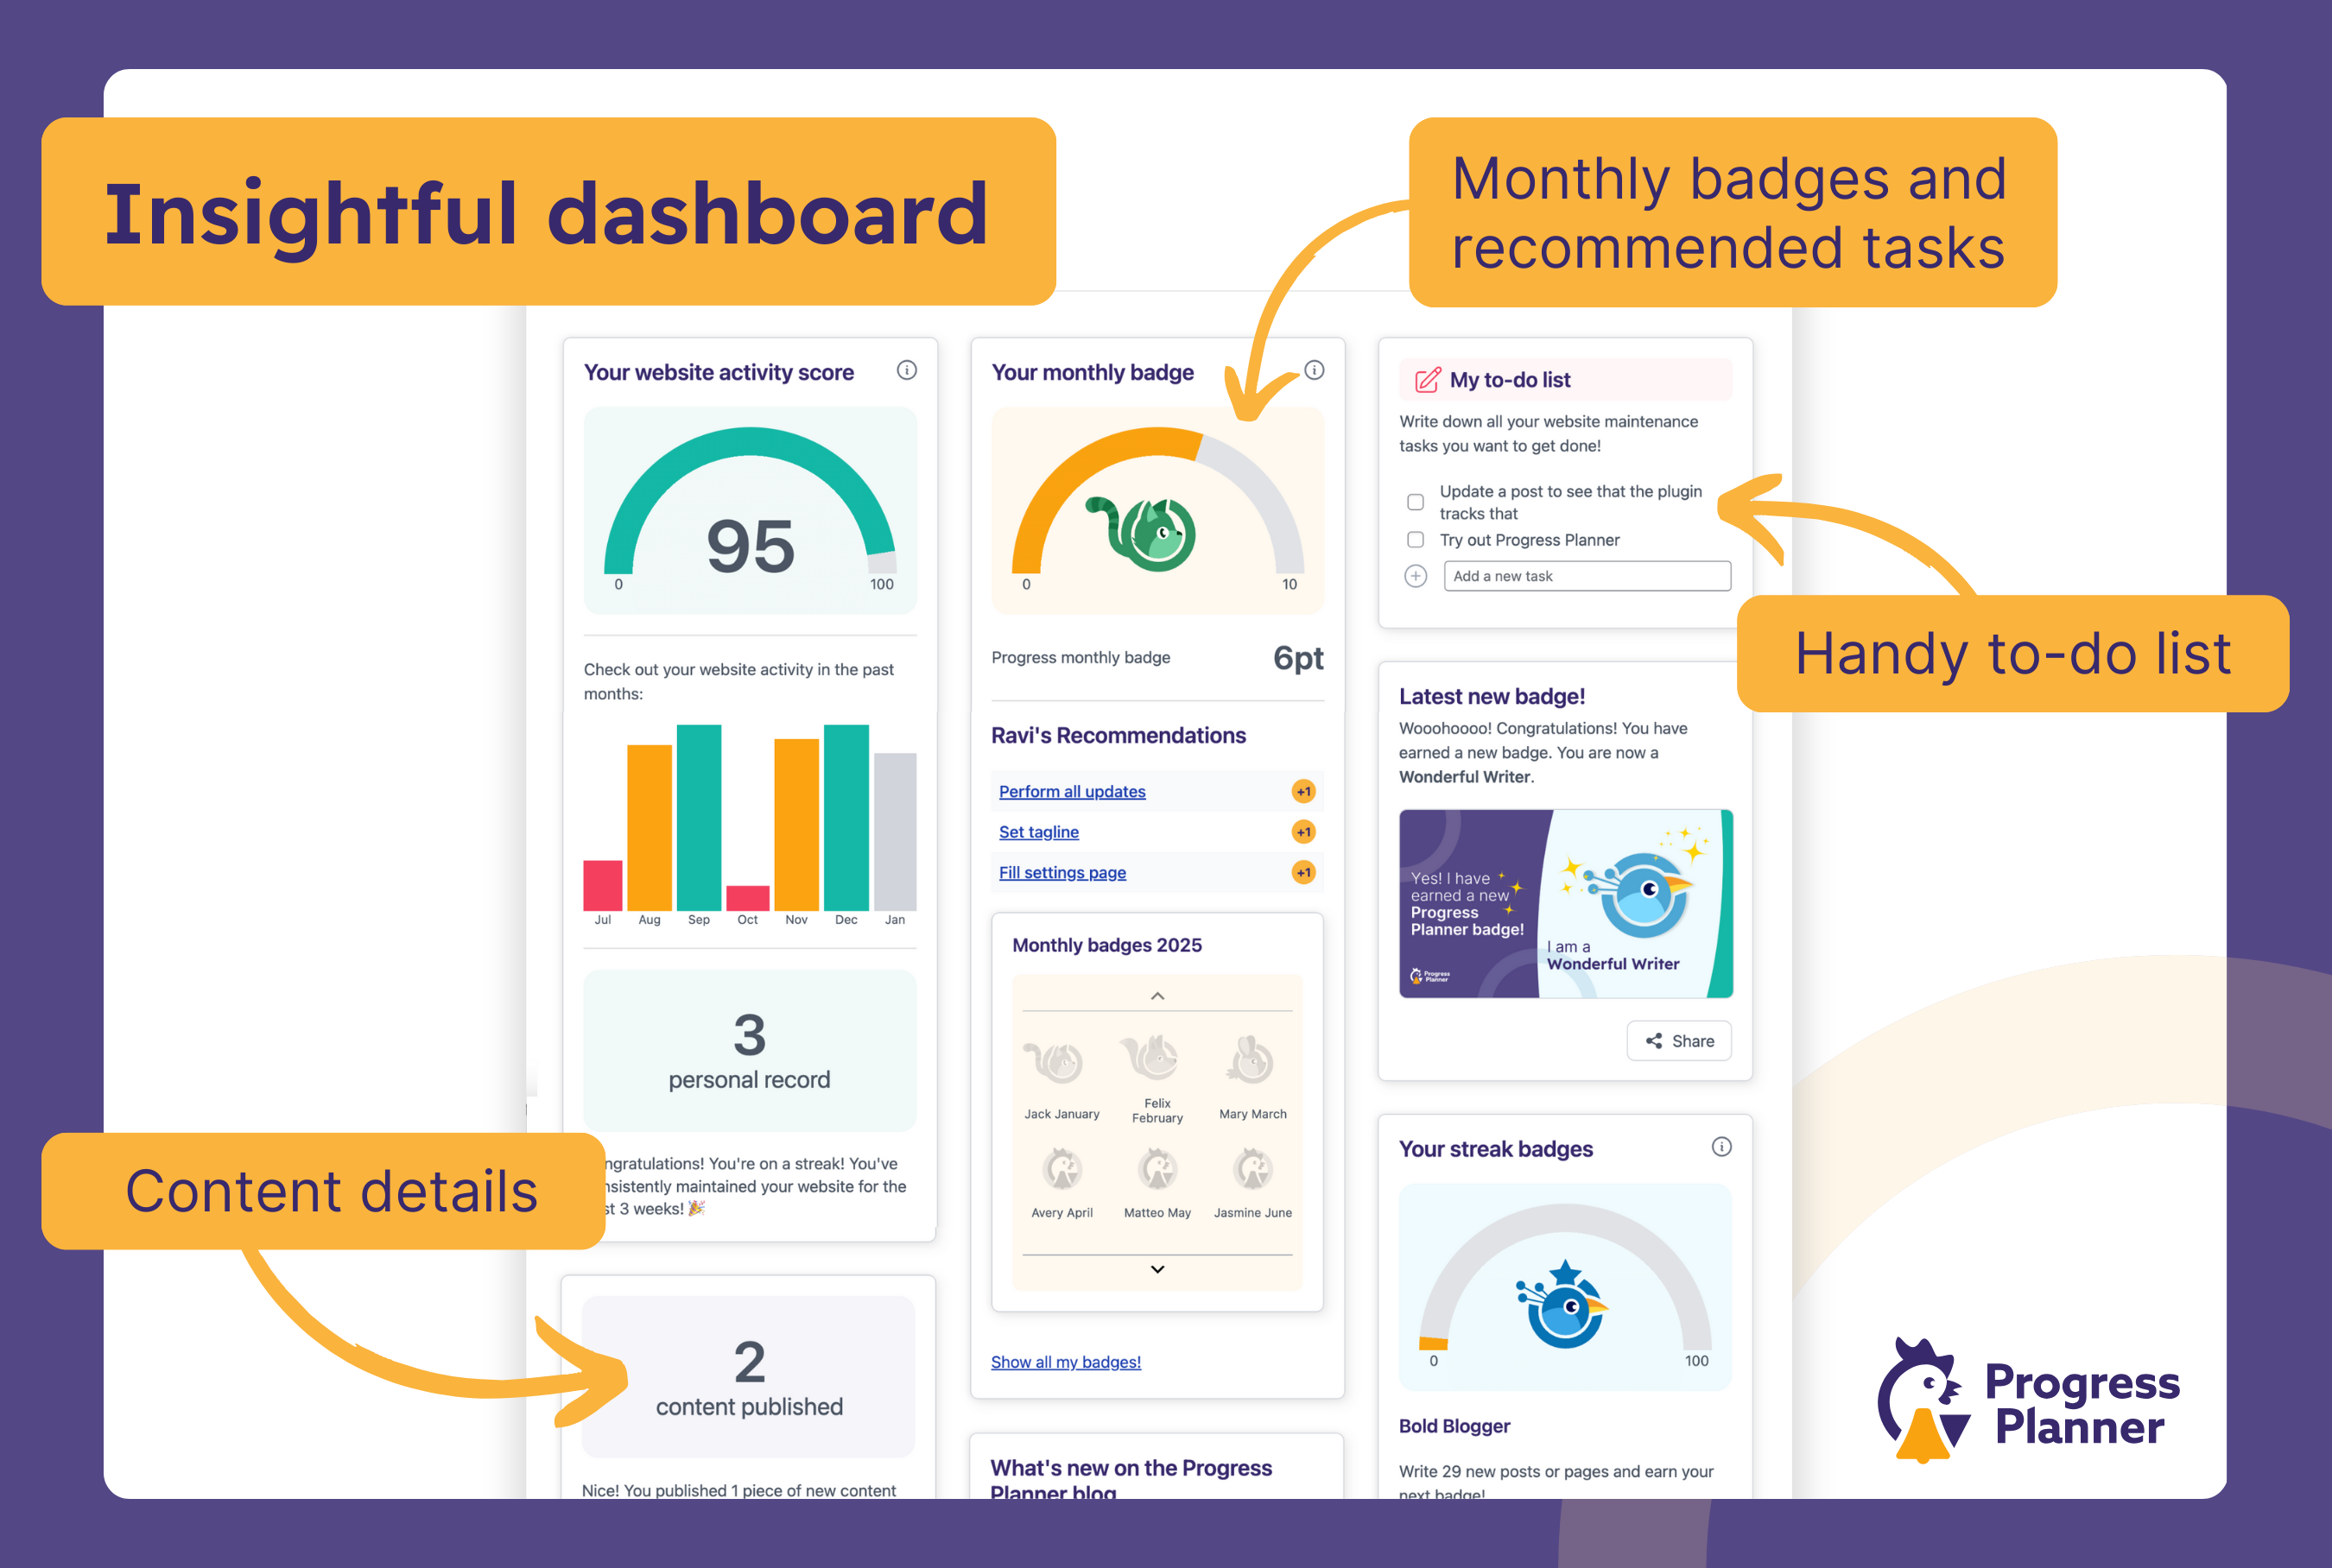 Insightful dashboard
Monthly badges and
recommended tasks
Your website activity score
95
0
100
Check out your website activity in the past
months:
Jul
Aug
Sep
Oct
Nov
Dec
Jan
3
personal record
ngratulations! You're on a streak! You've
nsistently maintained your website for the
st 3 weeks! 🎉
Content details
2
content published
Nice! You published 1 piece of new content
Your monthly badge
0
10
Progress monthly badge
6pt
Ravi's Recommendations
Perform all updates
+1
Set tagline
+1
Fill settings page
+1
Monthly badges 2025
Jack January
Felix
February
Mary March
Avery April
Matteo May
Jasmine June
Show all my badges!
What's new on the Progress
Planner blog
My to-do list
Write down all your website maintenance
tasks you want to get done!
Update a post to see that the plugin
tracks that
Try out Progress Planner
Add a new task
Handy to-do list
Latest new badge!
Wooohoooo! Congratulations! You have
earned a new badge. You are now a
Wonderful Writer.
Yes! I have
earned a new
Progress
Planner badge!
Progress
Planner
I am a
Wonderful Writer
Share
Your streak badges
0
100
Bold Blogger
Write 29 new posts or pages and earn your
next badge!
Progress
Planner